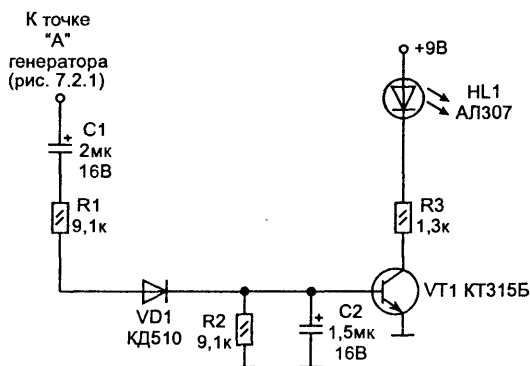 К точке
"А"
генератора
(рис. 7.2.1)
+9В
HL1
АЛ307
C1
2мк
16В
R1
9,1к
R3
1,3к
VD1
КД510
R2
9,1к
C2
1,5мк
16В
VT1 КТ315Б